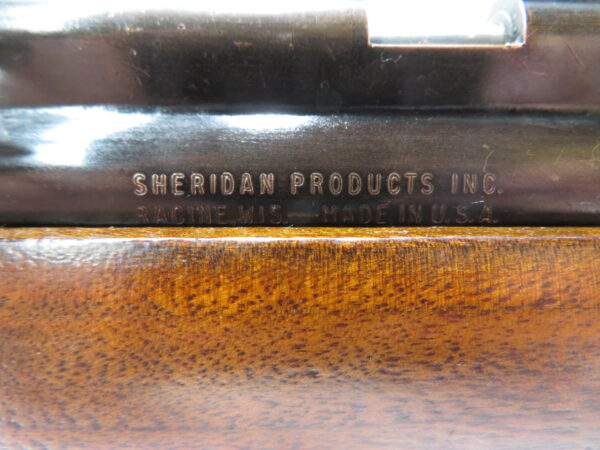 SHERIDAN PRODUCTS INC.
RACINE, WIS. — MADE IN U.S.A.